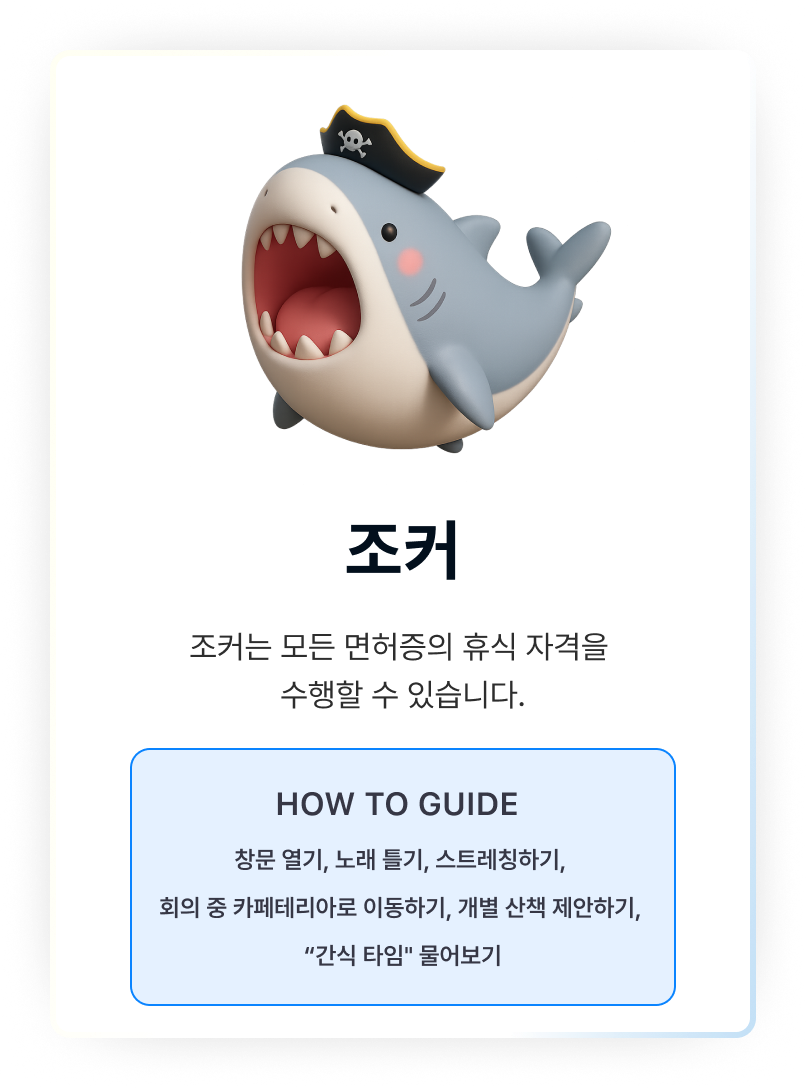 조커
조커는 모든 면허증의 휴식 자격을
수행할 수 있습니다.
HOW TO GUIDE
창문 열기, 노래 틀기, 스트레칭하기,
회의 중 카페테리아로 이동하기, 개별 산책 제안하기,
“간식 타임" 물어보기